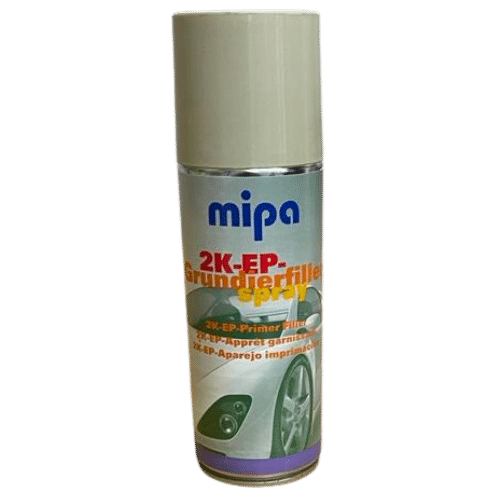 mipa
2K-EP-
Grundierfiller
spray
2K-EP-Primer Filler
2K-EP-Apprêt garnissant
2K-EP-Aparejo imprimación